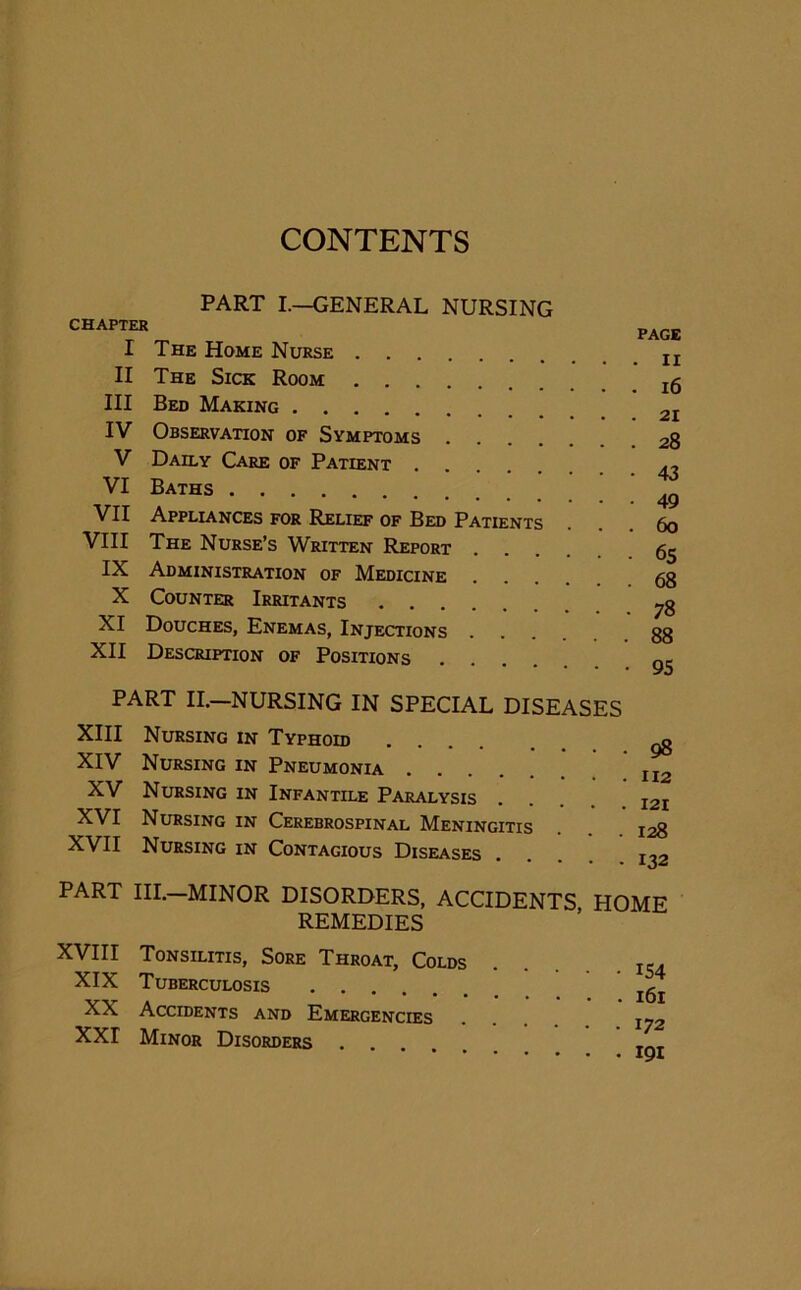 CONTENTS
PART I.—GENERAL NURSING
CHAPTER PAGE
I The Home Nurse . . . . . . . . . . 11
II The Sick Room . . . . . . . . . . 16
III Bed Making . . . . . . . . . . . 21
IV Observation of Symptoms . . . . . . . 28
V Daily Care of Patient . . . . . . . . 43
VI Baths . . . . . . . . . . . . . 49
VII Appliances for Relief of Bed Patients . . . 60
VIII The Nurse's Written Report . . . . . . 65
IX Administration of Medicine . . . . . . 68
X Counter Irritants . . . . . . . . . 78
XI Douches, Enemas, Injections . . . . . . 88
XII Description of Positions . . . . . . . 95
PART II.—NURSING IN SPECIAL DISEASES
XIII Nursing in Typhoid . . . . . . . . 98
XIV Nursing in Pneumonia . . . . . . . . 112
XV Nursing in Infantile Paralysis . . . . . 121
XVI Nursing in Cerebrospinal Meningitis . . . 128
XVII Nursing in Contagious Diseases . . . . . 132
PART III.—MINOR DISORDERS, ACCIDENTS, HOME
REMEDIES
XVIII Tonsilitis, Sore Throat, Colds . . . . . 154
XIX Tuberculosis . . . . . . . . . . 161
XX Accidents and Emergencies . . . . . . 172
XXI Minor Disorders . . . . . . . . . . 191